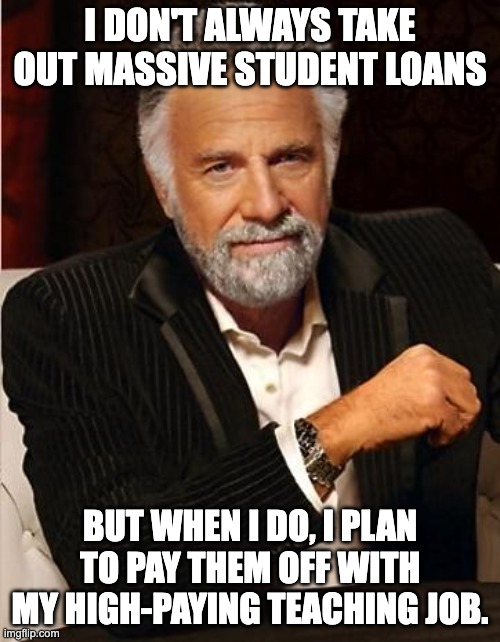 I DON'T ALWAYS TAKE
OUT MASSIVE STUDENT LOANS
BUT WHEN I DO, I PLAN
TO PAY THEM OFF WITH
MY HIGH-PAYING TEACHING JOB.
imgflip.com